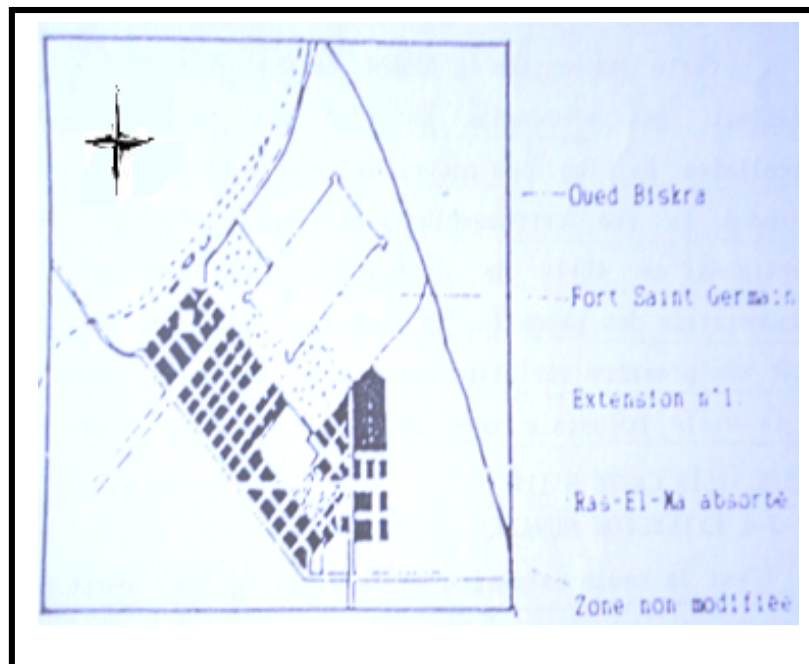 Oued Biskra
Fort Saint Germain
Extension n°1.
Ras-El-Ma absorbé
Zone non modifiée